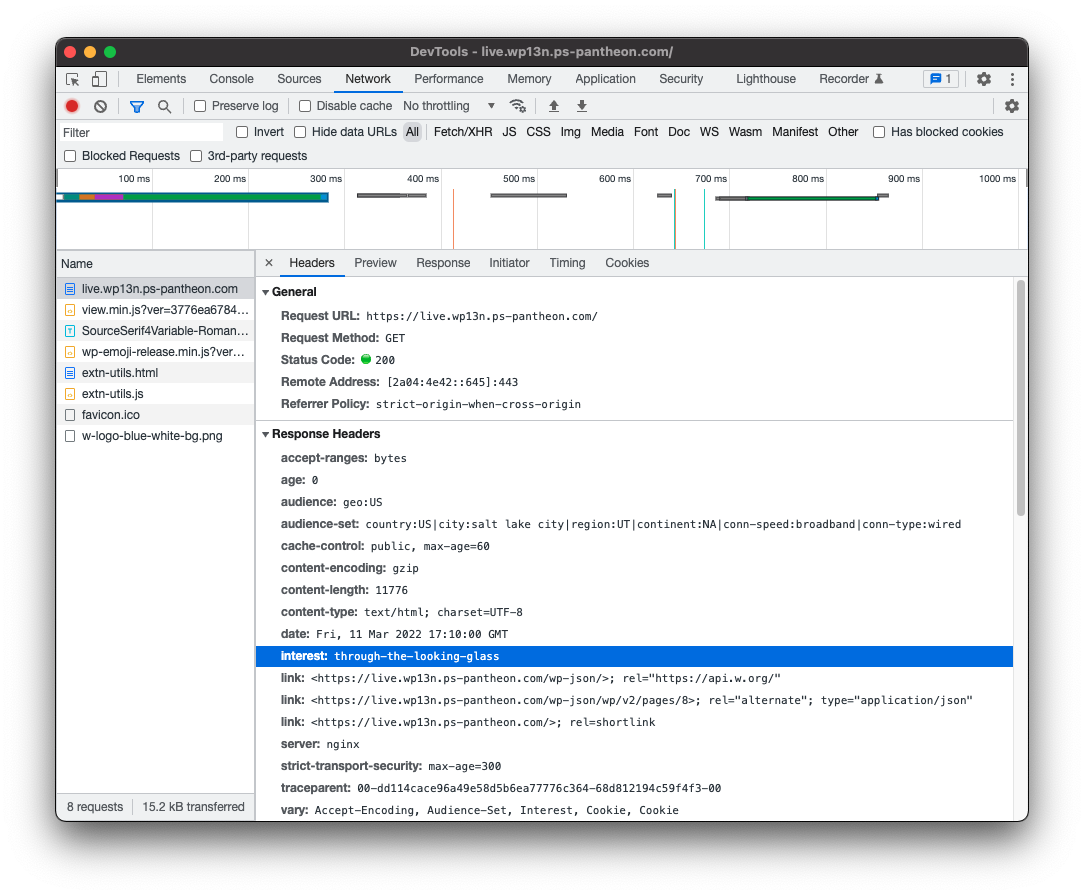 DevTools - live.wp13n.ps-pantheon.com/
Elements Console Sources Network Performance Memory Application Security Lighthouse Recorder 1
Preserve log Disable cache No throttling
Filter Invert Hide data URLs All Fetch/XHR JS CSS Img Media Font Doc WS Wasm Manifest Other Has blocked cookies
Blocked Requests 3rd-party requests
100 ms 200 ms 300 ms 400 ms 500 ms 600 ms 700 ms 800 ms 900 ms 1000 ms
Name
live.wp13n.ps-pantheon.com
view.min.js?ver=3776ea6784…
SourceSerif4Variable-Roman…
wp-emoji-release.min.js?ver…
extn-utils.html
extn-utils.js
favicon.ico
w-logo-blue-white-bg.png
8 requests 15.2 kB transferred
× Headers Preview Response Initiator Timing Cookies
General
Request URL: https://live.wp13n.ps-pantheon.com/
Request Method: GET
Status Code: 200
Remote Address: [2a04:4e42::645]:443
Referrer Policy: strict-origin-when-cross-origin
Response Headers
accept-ranges: bytes
age: 0
audience: geo:US
audience-set: country:US|city:salt lake city|region:UT|continent:NA|conn-speed:broadband|conn-type:wired
cache-control: public, max-age=60
content-encoding: gzip
content-length: 11776
content-type: text/html; charset=UTF-8
date: Fri, 11 Mar 2022 17:10:00 GMT
interest: through-the-looking-glass
link: <https://live.wp13n.ps-pantheon.com/wp-json/>; rel="https://api.w.org/"
link: <https://live.wp13n.ps-pantheon.com/wp-json/wp/v2/pages/8>; rel="alternate"; type="application/json"
link: <https://live.wp13n.ps-pantheon.com/>; rel=shortlink
server: nginx
strict-transport-security: max-age=300
traceparent: 00-dd114cace96a49e58d5b6ea77776c364-68d812194c59f4f3-00
vary: Accept-Encoding, Audience-Set, Interest, Cookie, Cookie